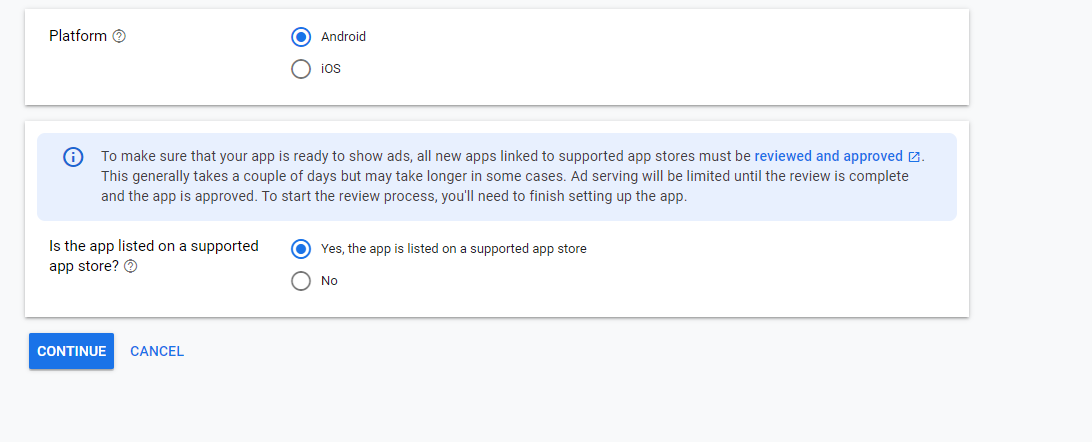 Platform
Android
iOS
To make sure that your app is ready to show ads, all new apps linked to supported app stores must be reviewed and approved.
This generally takes a couple of days but may take longer in some cases. Ad serving will be limited until the review is complete
and the app is approved. To start the review process, you'll need to finish setting up the app.
Is the app listed on a supported
app store?
Yes, the app is listed on a supported app store
No
CONTINUE CANCEL